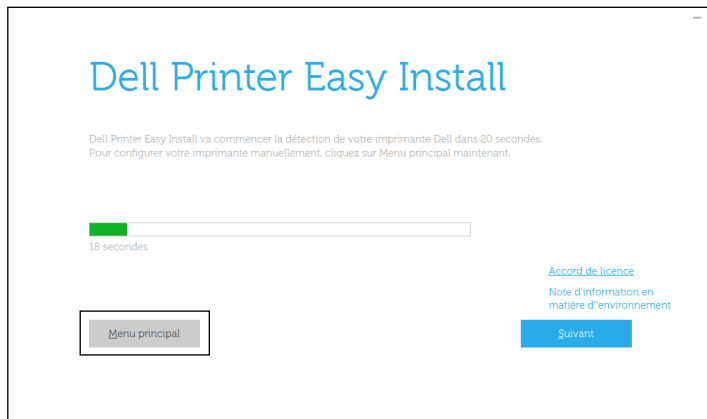 Dell Printer Easy Install
Dell Printer Easy Install va commencer la détection de votre imprimante Dell dans 20 secondes.
Pour configurer votre imprimante manuellement, cliquez sur Menu principal maintenant.
18 secondes
Accord de licence
Note d'information en
matière d"environnement
Menu principal
Suivant